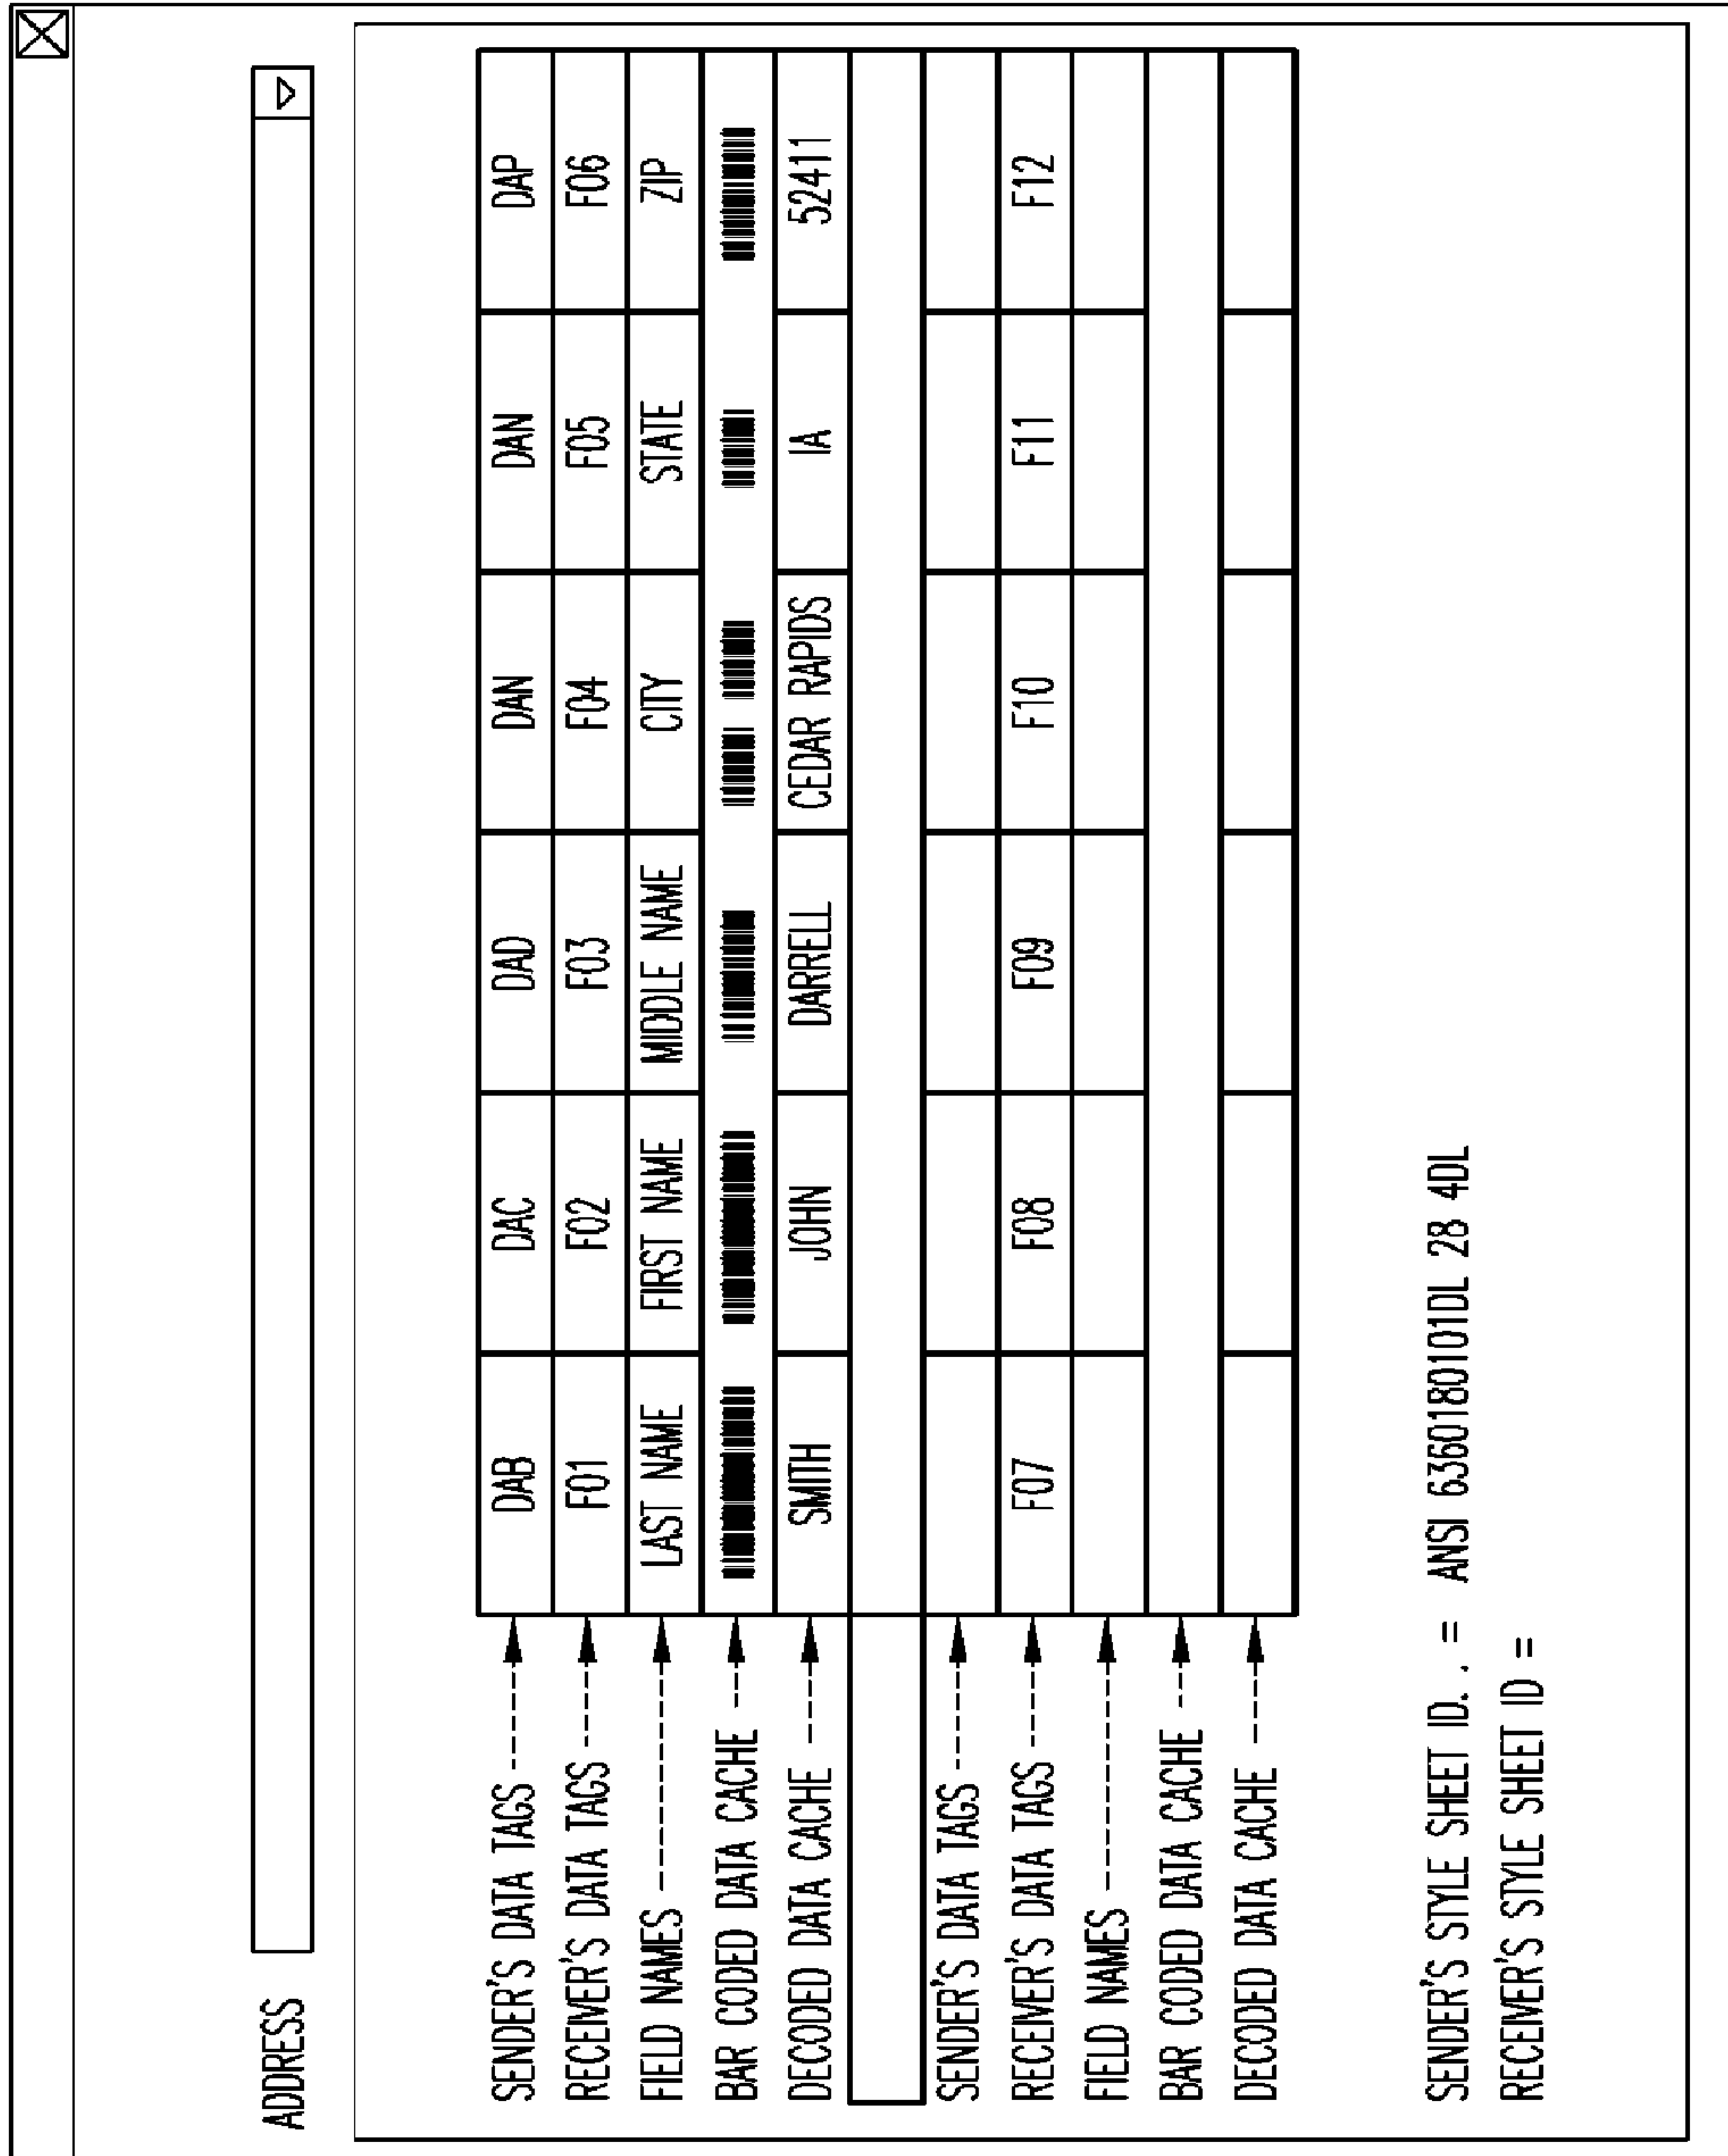 ADDRESS
SENDER'S DATA TAGS DAB DAC DAD DAN DAN DAP
RECEIVER'S DATA TAGS F01 F02 F03 F04 F05 F06
FIELD NAMES LAST NAME FIRST NAME MIDDLE NAME CITY STATE ZIP
BAR CODED DATA CACHE
DECODED DATA CACHE SMITH JOHN DARRELL CEDAR RAPIDS IA 52411
SENDER'S DATA TAGS
RECEIVER'S DATA TAGS F07 F08 F09 F10 F11 F12
FIELD NAMES
BAR CODED DATA CACHE
DECODED DATA CACHE
SENDER'S STYLE SHEET ID. . = ANSI 6360180101DL 28 4DL
RECEIVER'S STYLE SHEET ID =